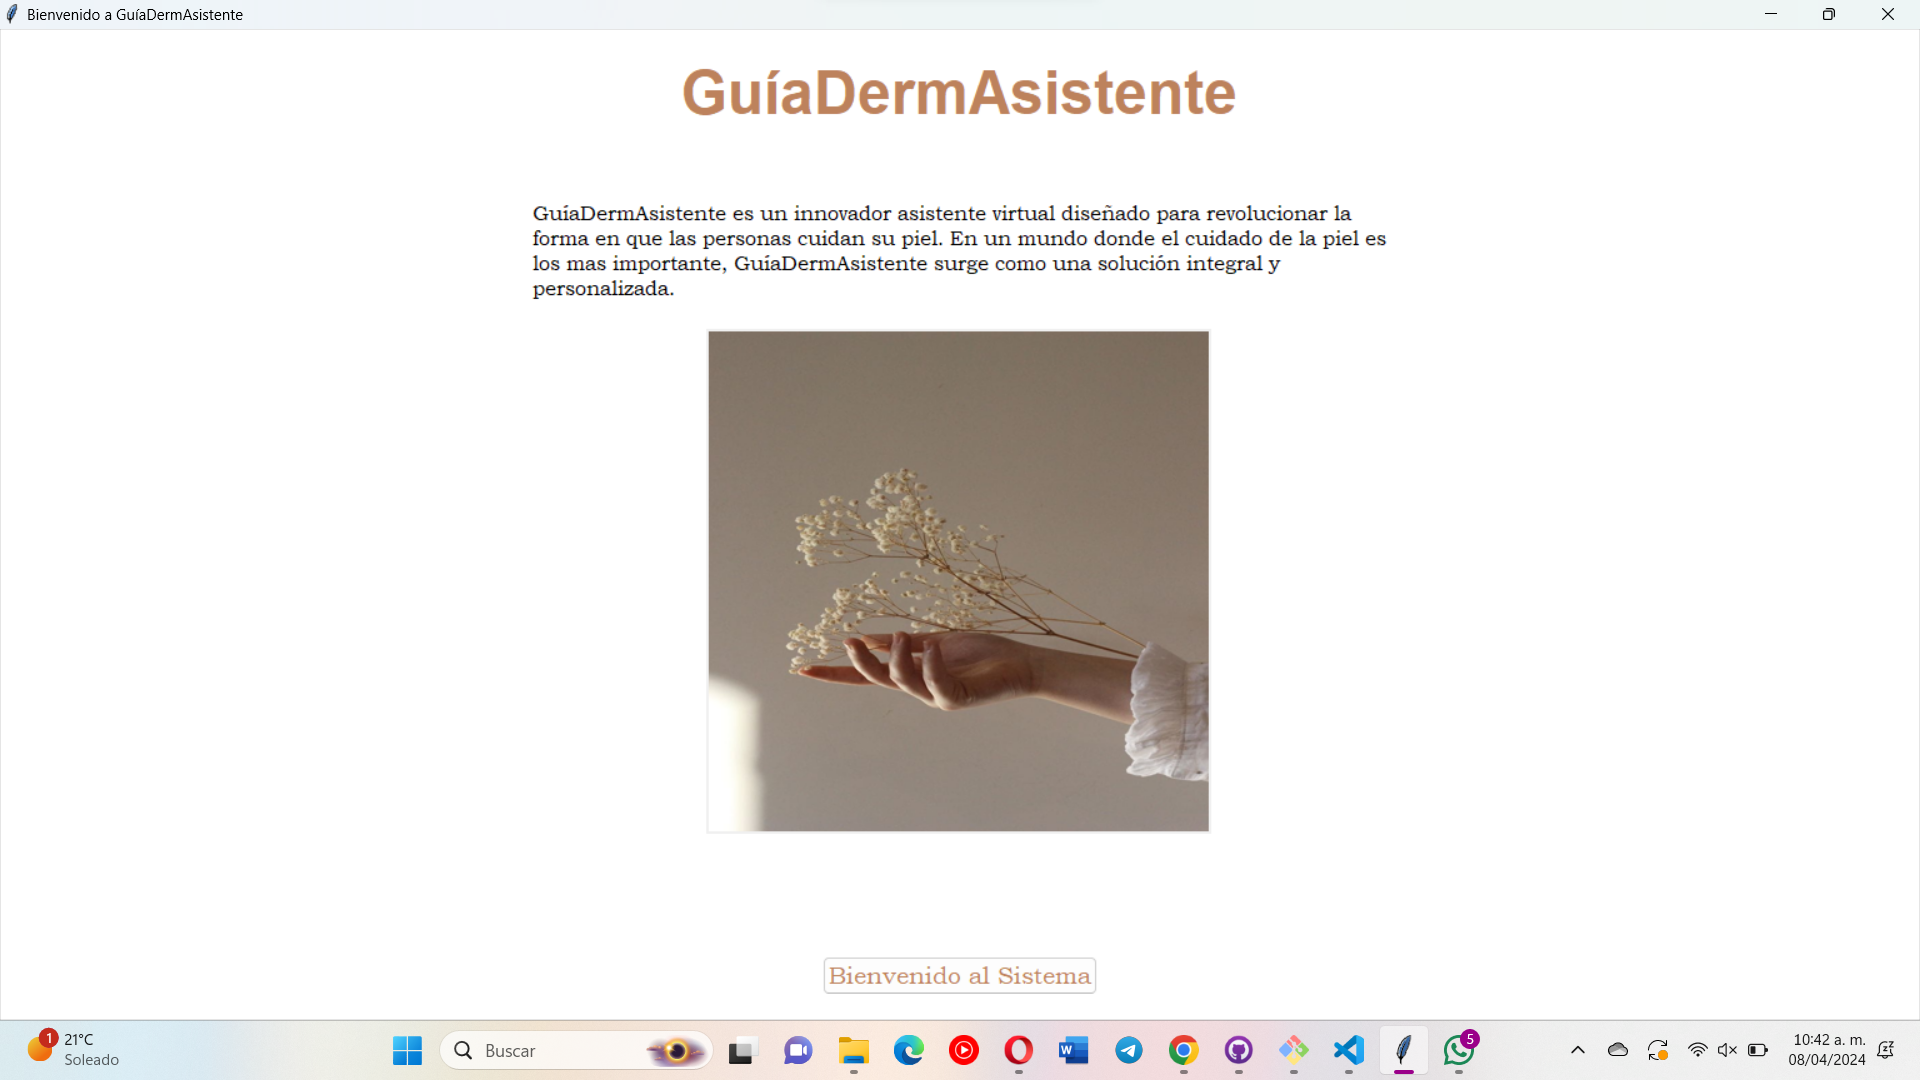 Bienvenido a GuíaDermAsistente
GuíaDermAsistente
GuíaDermAsistente es un innovador asistente virtual diseñado para revolucionar la
forma en que las personas cuidan su piel. En un mundo donde el cuidado de la piel es
los mas importante, GuíaDermAsistente surge como una solución integral y
personalizada.
Bienvenido al Sistema
1
21°C
Soleado
Buscar
W
5
10:42 a. m.
08/04/2024